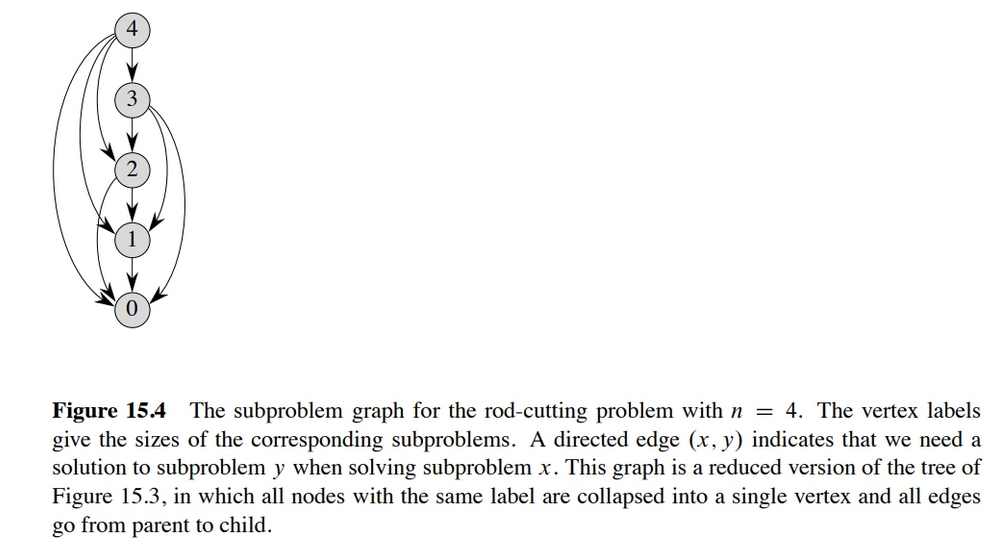 4
3
2
1
0
Figure 15.4 The subproblem graph for the rod-cutting problem with n = 4. The vertex labels
give the sizes of the corresponding subproblems. A directed edge (x, y) indicates that we need a
solution to subproblem y when solving subproblem x. This graph is a reduced version of the tree of
Figure 15.3, in which all nodes with the same label are collapsed into a single vertex and all edges
go from parent to child.